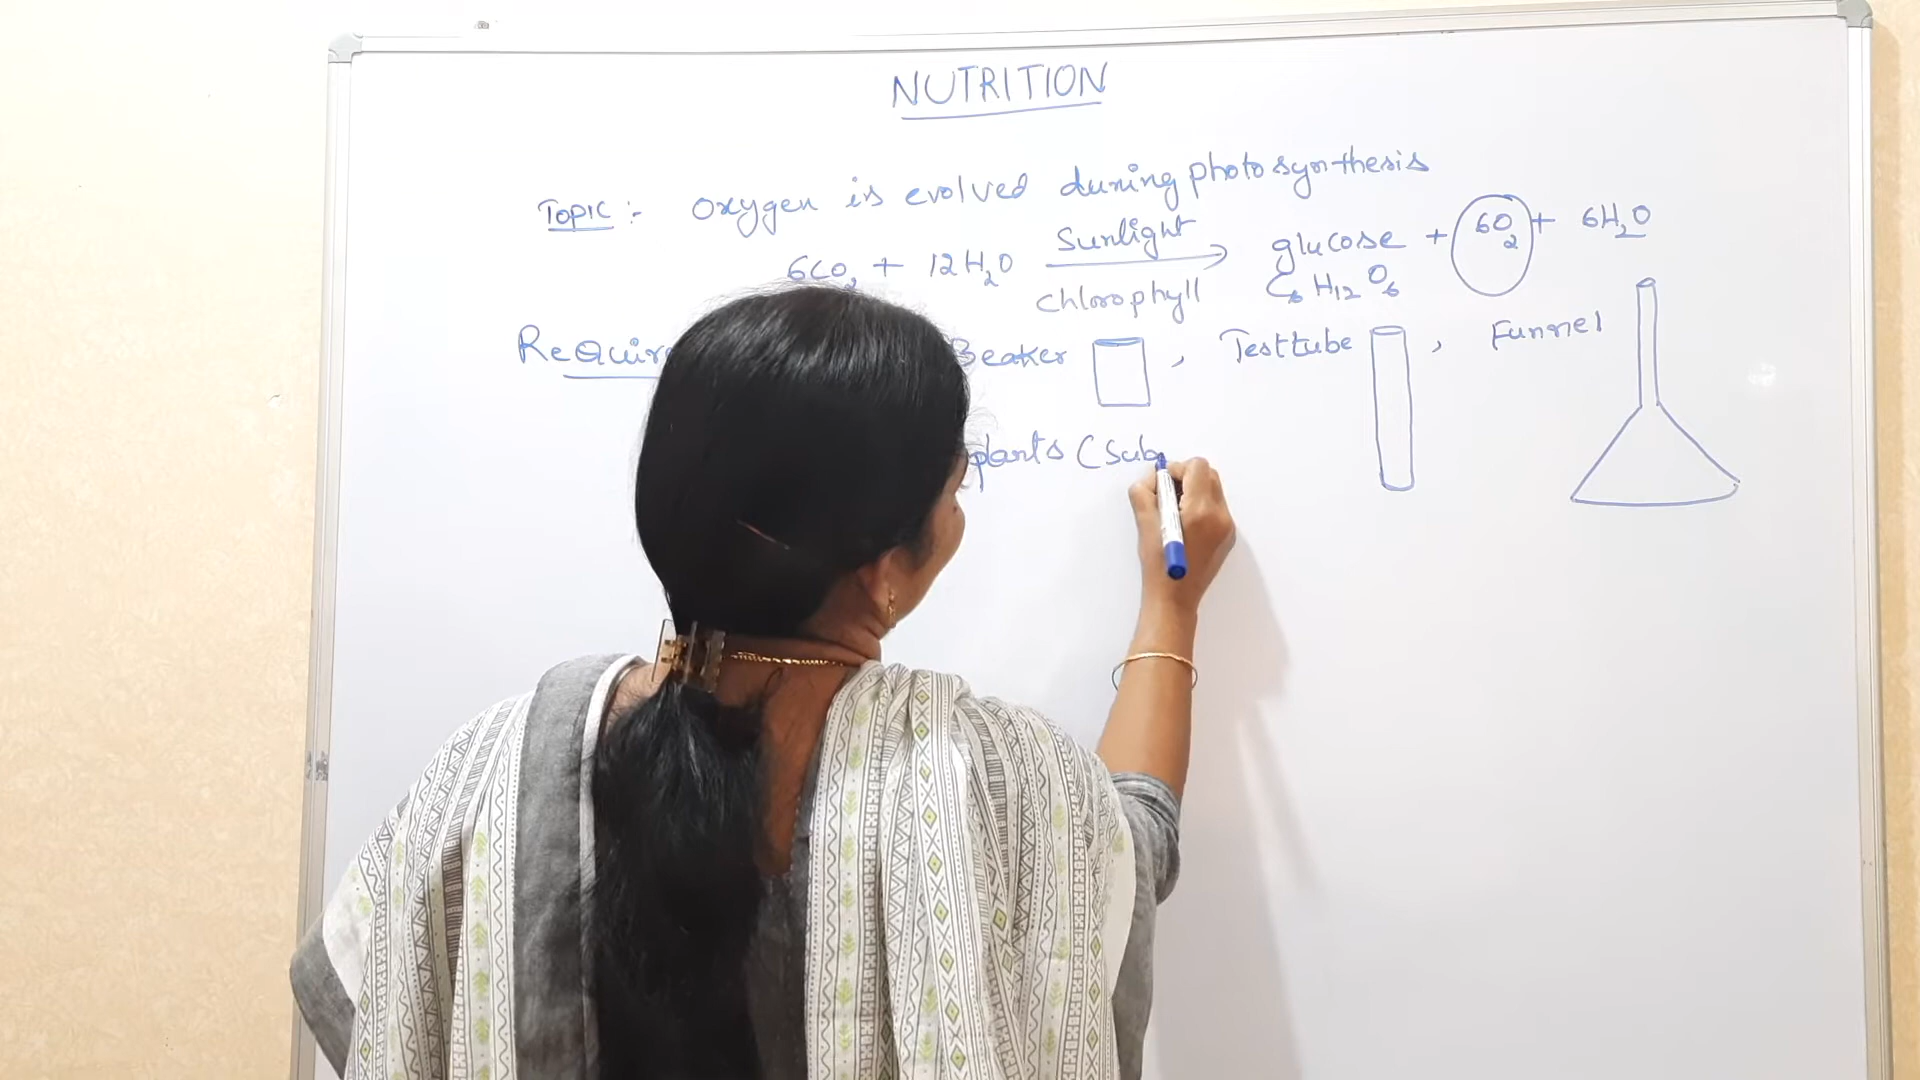 NUTRITION
Topic :- Oxygen is evolved during photosynthesis
6CO2 + 12H2O Sunlight Chlorophyll glucose C6H12O6 + 6O2 + 6H2O
Beaker , Testtube , Funnel
plants (Sub